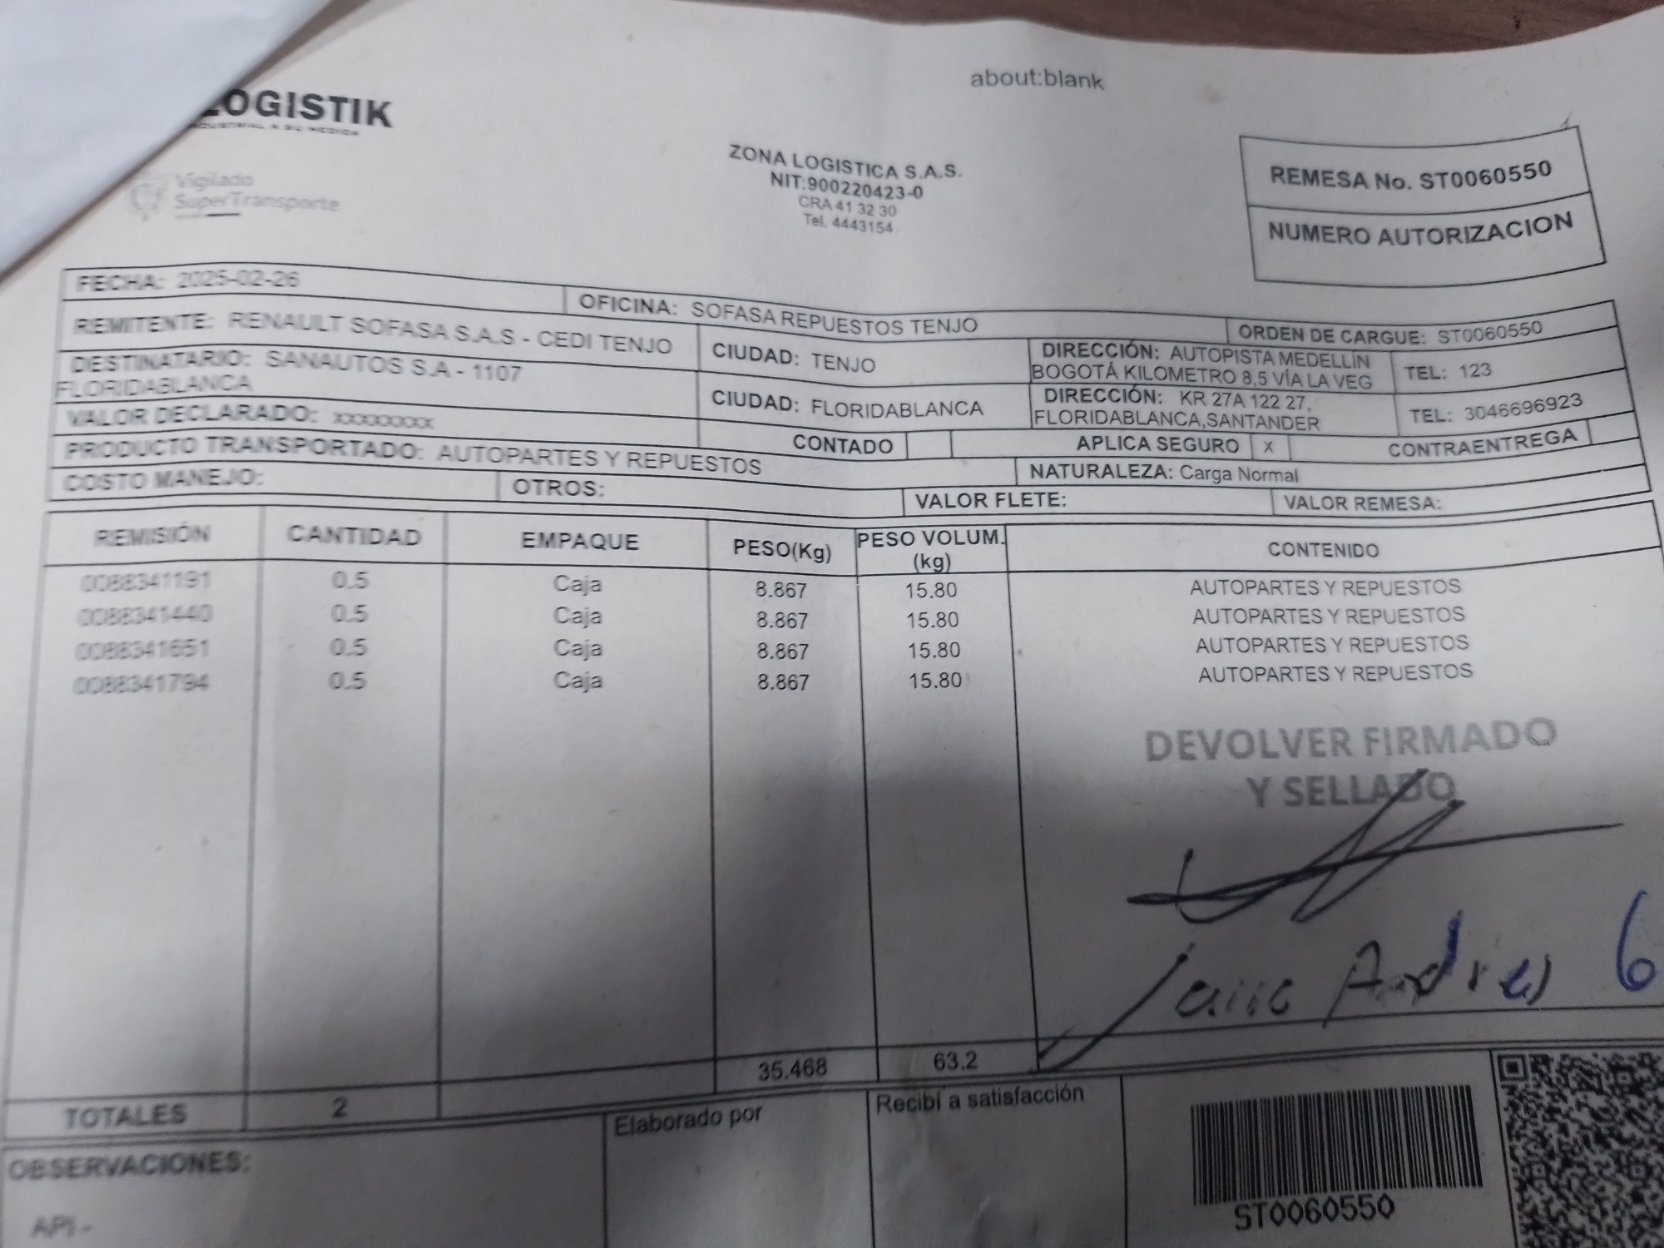 about:blank
LOGISTIK
Vigilado
SuperTransporte
ZONA LOGISTICA S.A.S.
NIT:900220423-0
CRA 41 32 30
Tel. 4443154
REMESA No. ST0060550
NUMERO AUTORIZACION
FECHA: 2025-02-26
OFICINA: SOFASA REPUESTOS TENJO
ORDEN DE CARGUE: ST0060550
REMITENTE: RENAULT SOFASA S.A.S - CEDI TENJO
CIUDAD: TENJO
DIRECCIÓN: AUTOPISTA MEDELLÍN
BOGOTÁ KILOMETRO 8,5 VÍA LA VEG
TEL: 123
DESTINATARIO: SANAUTOS S.A - 1107
FLORIDABLANCA
CIUDAD: FLORIDABLANCA
DIRECCIÓN: KR 27A 122 27,
FLORIDABLANCA,SANTANDER
TEL: 3046696923
VALOR DECLARADO: xxxxxxxxx
CONTADO
APLICA SEGURO x
CONTRAENTREGA
PRODUCTO TRANSPORTADO: AUTOPARTES Y REPUESTOS
NATURALEZA: Carga Normal
COSTO MANEJO:
OTROS:
VALOR FLETE:
VALOR REMESA:
REMISIÓN CANTIDAD EMPAQUE PESO(Kg) PESO VOLUM. (kg) CONTENIDO
0088341191 0.5 Caja 8.867 15.80 AUTOPARTES Y REPUESTOS
0088341440 0.5 Caja 8.867 15.80 AUTOPARTES Y REPUESTOS
0088341651 0.5 Caja 8.867 15.80 AUTOPARTES Y REPUESTOS
0088341794 0.5 Caja 8.867 15.80 AUTOPARTES Y REPUESTOS
DEVOLVER FIRMADO
Y SELLADO
Andres 6
TOTALES 2 35.468 63.2
OBSERVACIONES:
API -
Elaborado por
Recibí a satisfacción
ST0060550